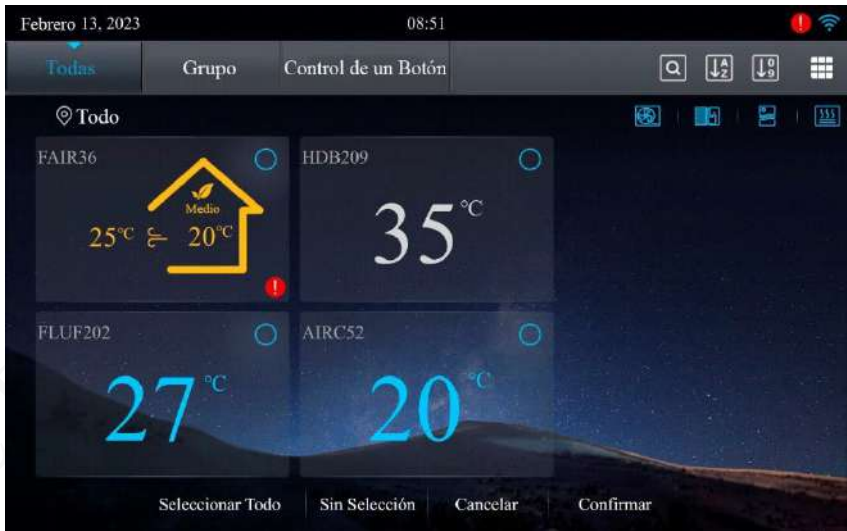 Febrero 13, 2023 08:51
Todas Grupo Control de un Botón
Todo
FAIR36 HDB209
Medio
25°C 20°C
35°C
FLUF202 AIRC52
27°C 20°C
Seleccionar Todo Sin Selección Cancelar Confirmar